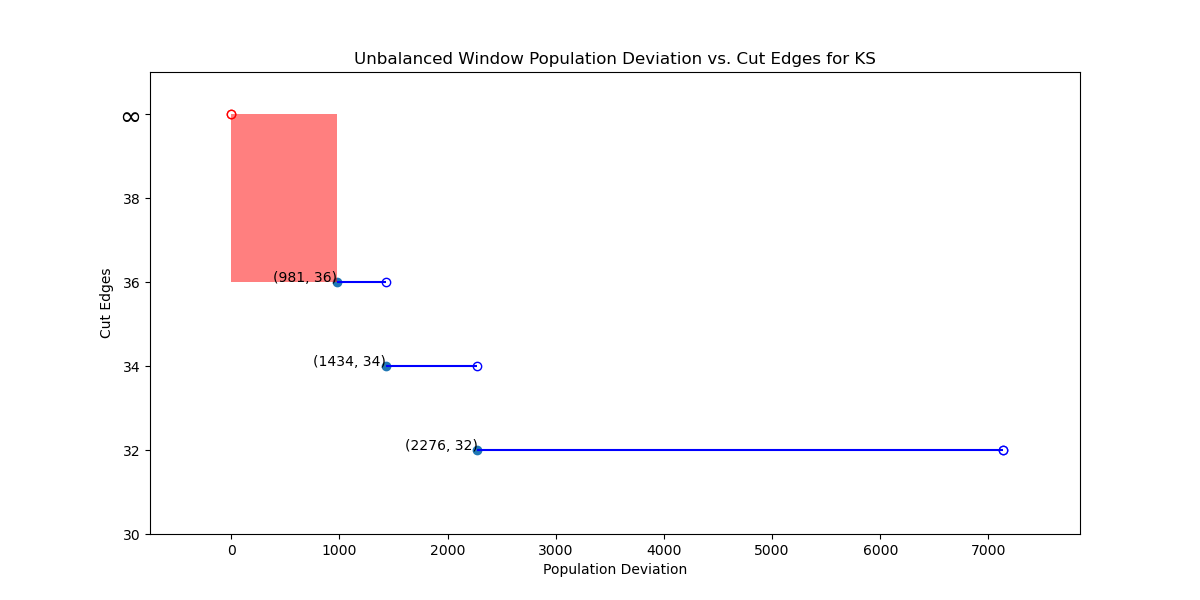 Unbalanced Window Population Deviation vs. Cut Edges for KS
∞
38
36
34
32
30
Cut Edges
(981, 36)
(1434, 34)
(2276, 32)
0 1000 2000 3000 4000 5000 6000 7000
Population Deviation